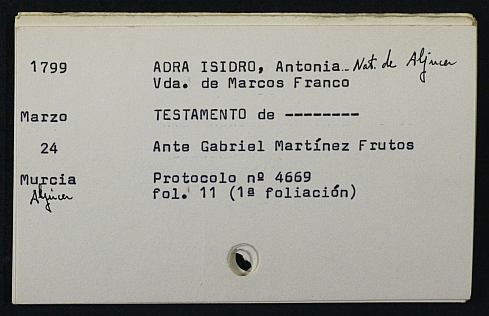 1799 ADRA ISIDRO, Antonia Nat. de Aljucer
Vda. de Marcos Franco
Marzo TESTAMENTO de --------
24 Ante Gabriel Martínez Frutos
Murcia Protocolo nº 4669
Aljucer fol. 11 (1ª foliación)